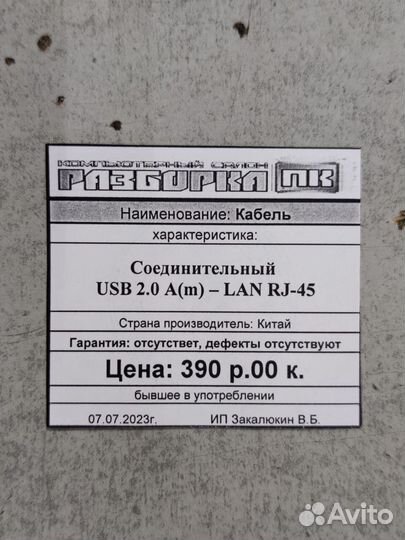 КОМПЬЮТЕРНЫЙ САЛОН
РАЗБОРКА ПК
Наименование: Кабель
характеристика:
Соединительный
USB 2.0 A(m) – LAN RJ-45
Страна производитель: Китай
Гарантия: отсутствет, дефекты отсутствуют
Цена: 390 р.00 к.
бывшее в употреблении
07.07.2023г. ИП Закалюкин В.Б.
Avito